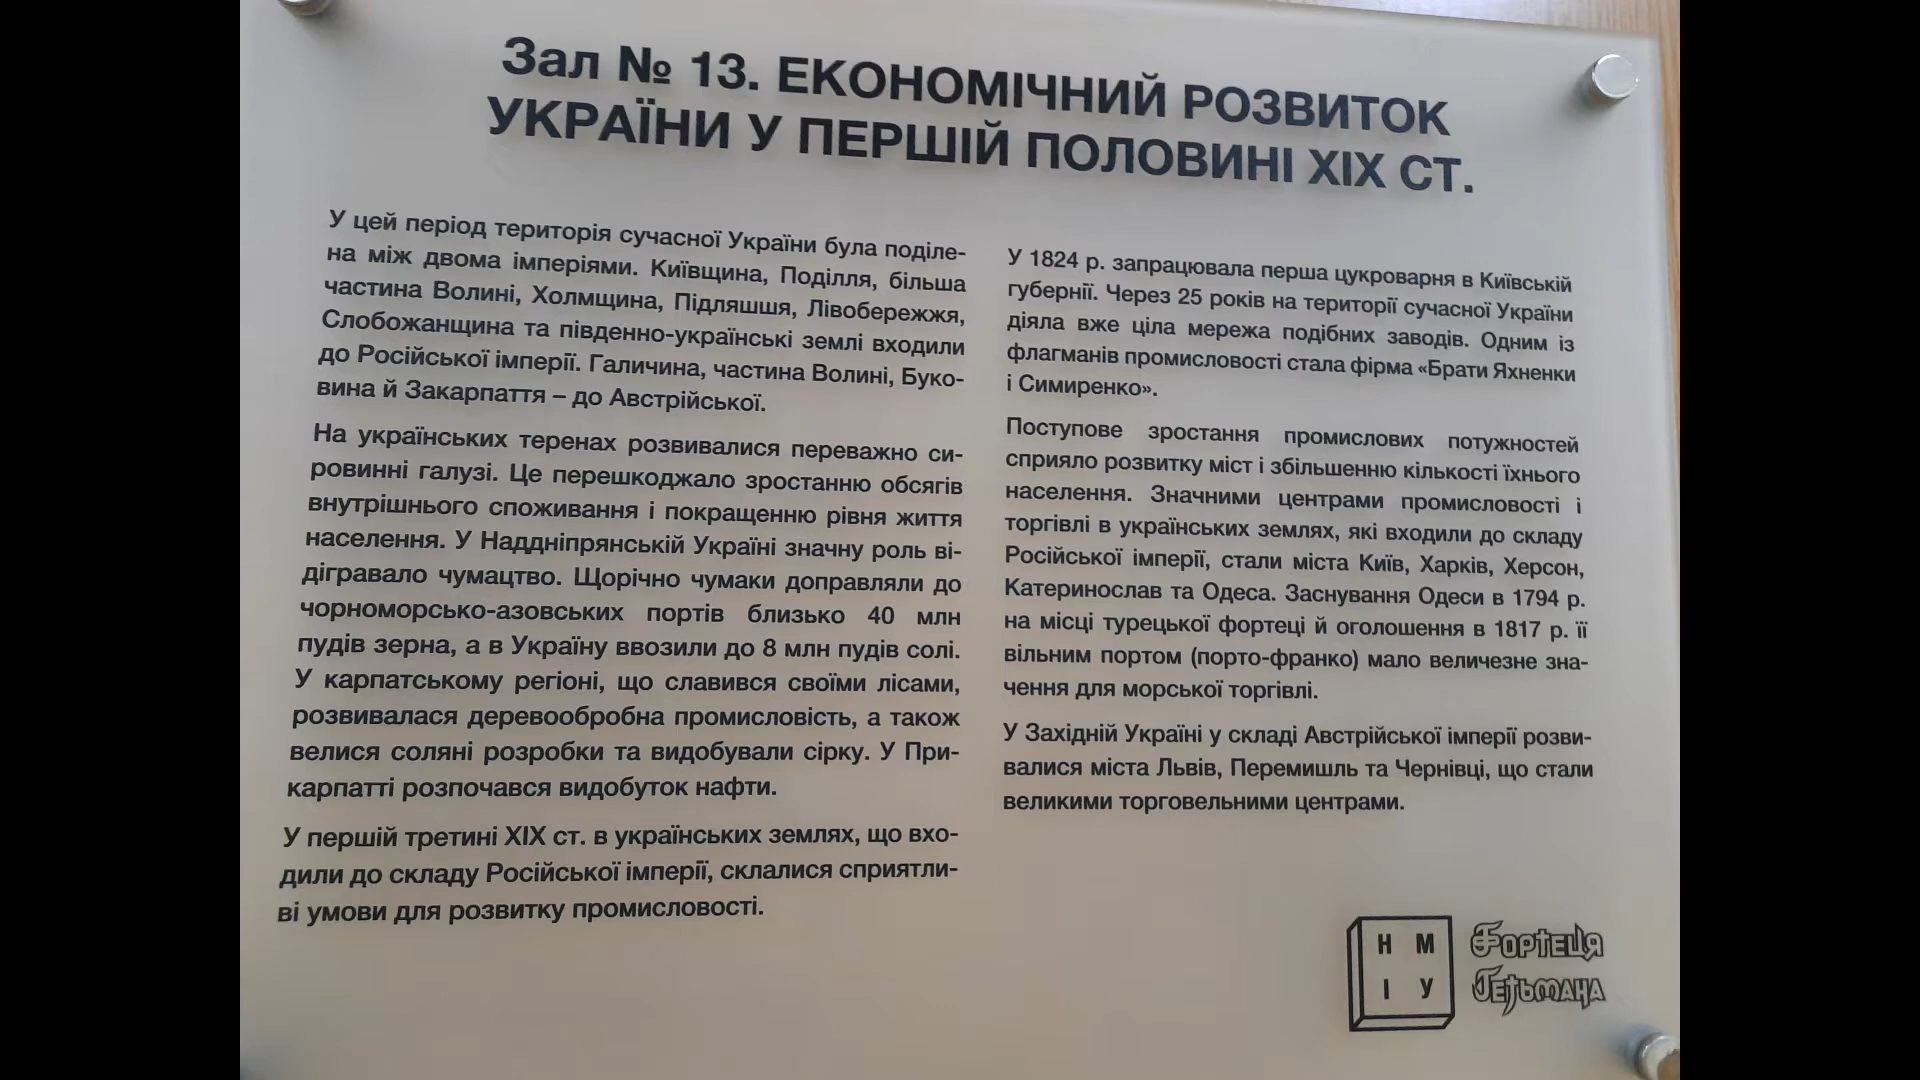 Зал № 13. ЕКОНОМІЧНИЙ РОЗВИТОК
УКРАЇНИ У ПЕРШІЙ ПОЛОВИНІ ХІХ СТ.
У цей період територія сучасної України була поділе-
на між двома імперіями. Київщина, Поділля, більша
частина Волині, Холмщина, Підляшшя, Лівобережжя,
Слобожанщина та південно-українські землі входили
до Російської імперії. Галичина, частина Волині, Буко-
вина й Закарпаття – до Австрійської.
На українських теренах розвивалися переважно си-
ровинні галузі. Це перешкоджало зростанню обсягів
внутрішнього споживання і покращенню рівня життя
населення. У Наддніпрянській Україні значну роль ві-
дігравало чумацтво. Щорічно чумаки доправляли до
чорноморсько-азовських портів близько 40 млн
пудів зерна, а в Україну ввозили до 8 млн пудів солі.
У карпатському регіоні, що славився своїми лісами,
розвивалася деревообробна промисловість, а також
велися соляні розробки та видобували сірку. У При-
карпатті розпочався видобуток нафти.
У першій третині ХІХ ст. в українських землях, що вхо-
дили до складу Російської імперії, склалися сприятли-
ві умови для розвитку промисловості.
У 1824 р. запрацювала перша цукроварня в Київській
губернії. Через 25 років на території сучасної України
діяла вже ціла мережа подібних заводів. Одним із
флагманів промисловості стала фірма «Брати Яхненки
і Симиренко».
Поступове зростання промислових потужностей
сприяло розвитку міст і збільшенню кількості їхнього
населення. Значними центрами промисловості і
торгівлі в українських землях, які входили до складу
Російської імперії, стали міста Київ, Харків, Херсон,
Катеринослав та Одеса. Заснування Одеси в 1794 р.
на місці турецької фортеці й оголошення в 1817 р. її
вільним портом (порто-франко) мало величезне зна-
чення для морської торгівлі.
У Західній Україні у складі Австрійської імперії розви-
валися міста Львів, Перемишль та Чернівці, що стали
великими торговельними центрами.
Н М
І У
Фортеця
Гетьмана